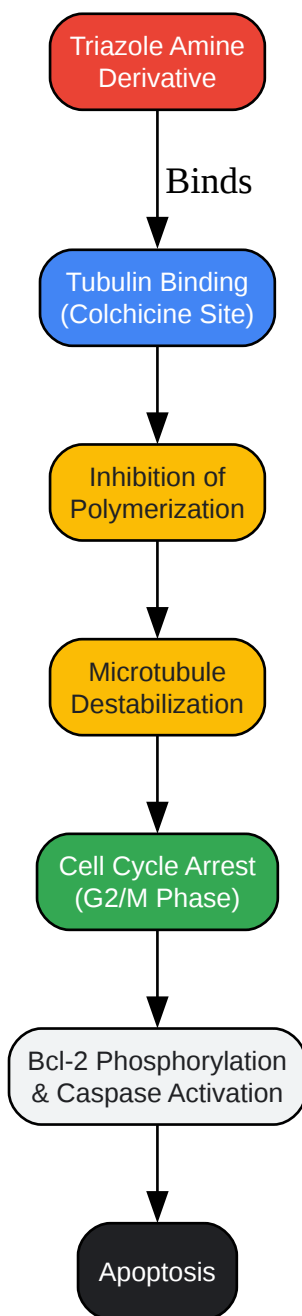 Triazole Amine
Derivative
Binds
Tubulin Binding
(Colchicine Site)
Inhibition of
Polymerization
Microtubule
Destabilization
Cell Cycle Arrest
(G2/M Phase)
Bcl-2 Phosphorylation
& Caspase Activation
Apoptosis